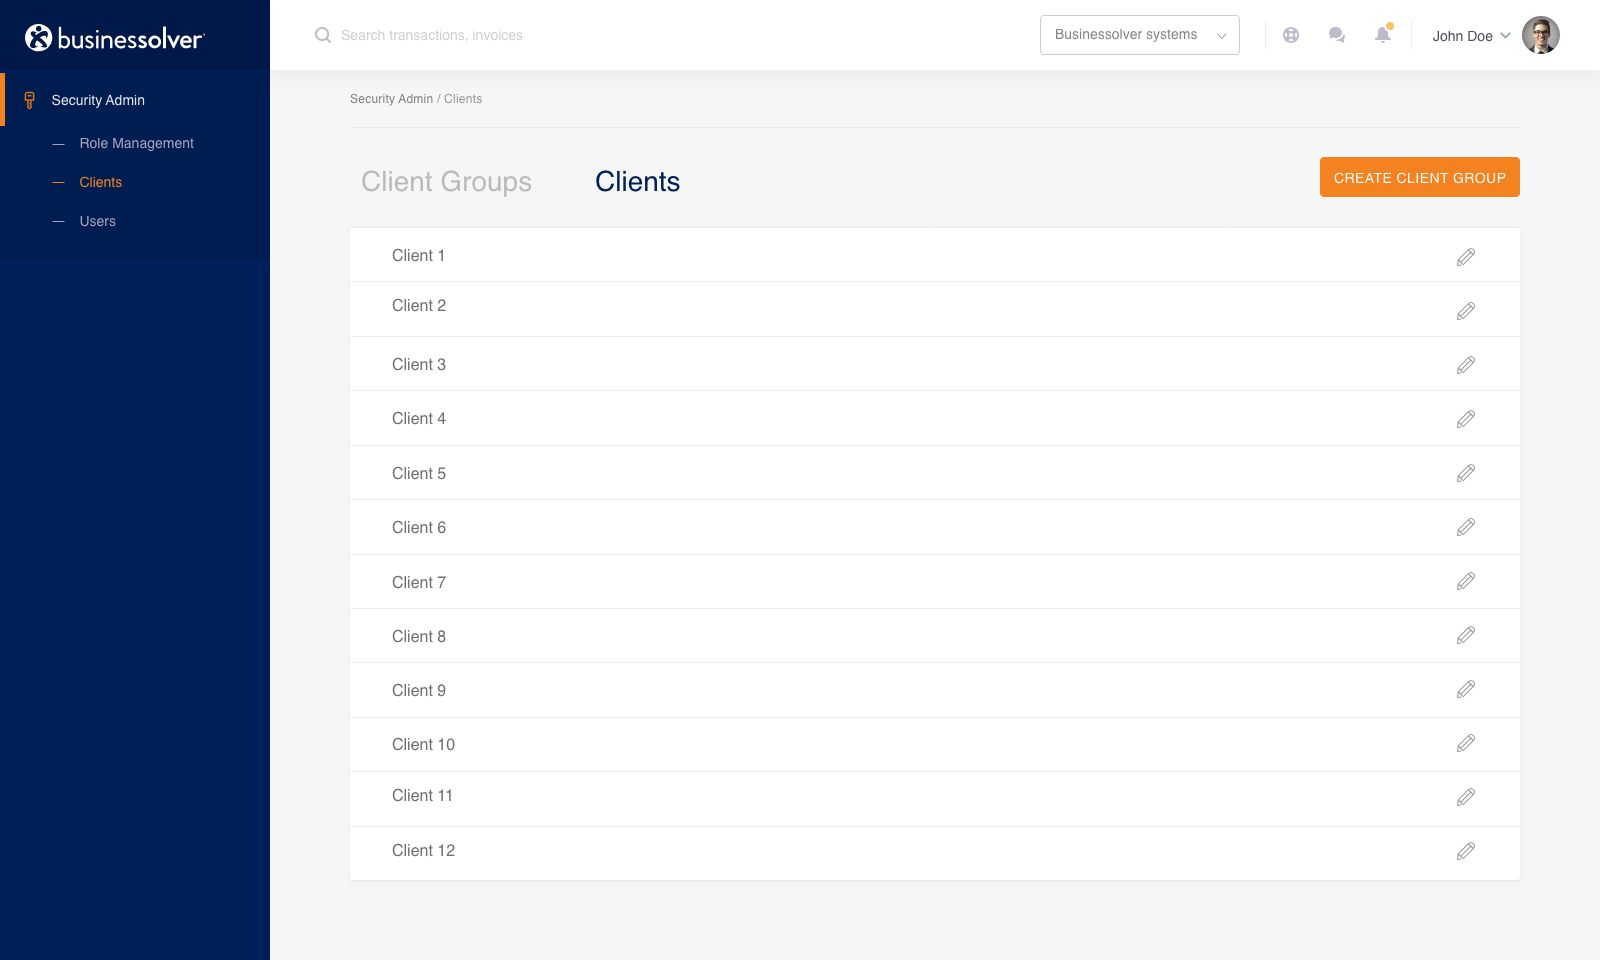 businessolver
Search transactions, invoices
Businessolver systems
John Doe
Security Admin
Role Management
Clients
Users
Security Admin / Clients
Client Groups
Clients
CREATE CLIENT GROUP
Client 1
Client 2
Client 3
Client 4
Client 5
Client 6
Client 7
Client 8
Client 9
Client 10
Client 11
Client 12